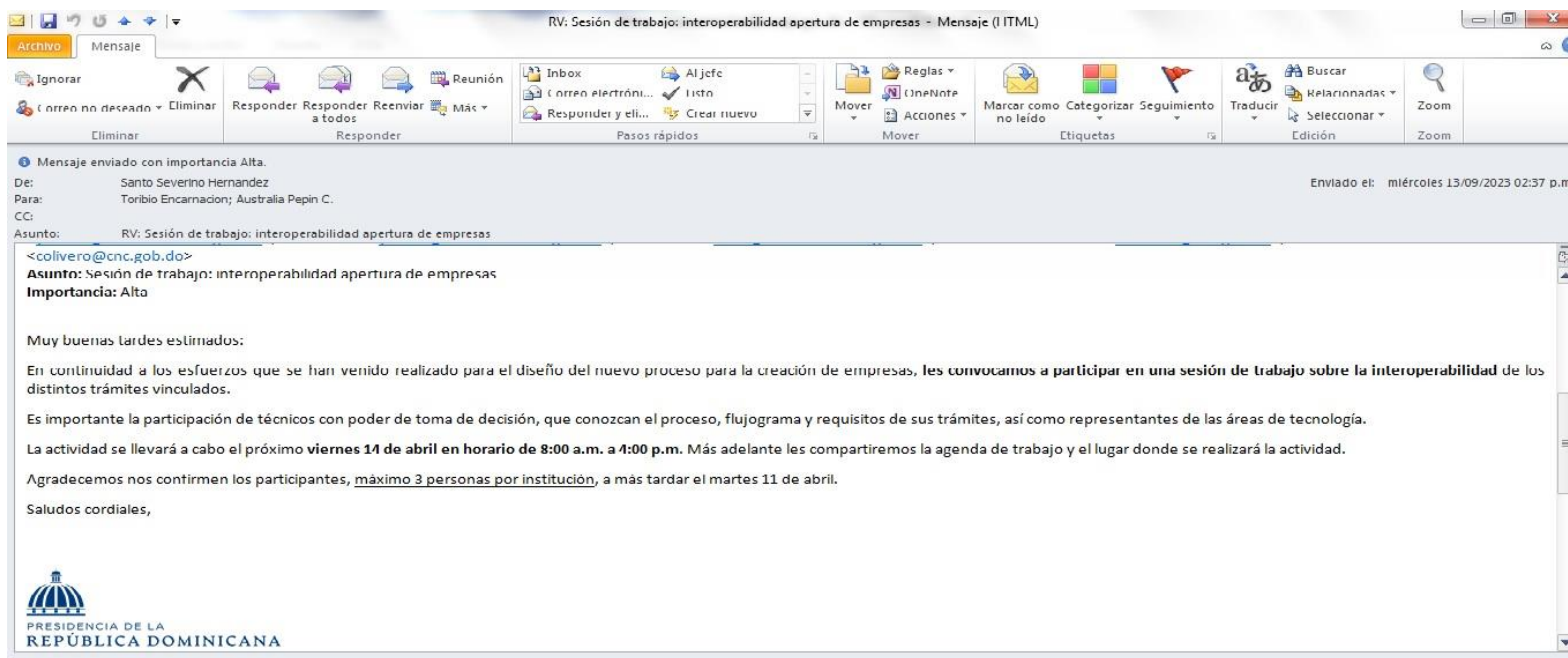 RV: Sesión de trabajo: interoperabilidad apertura de empresas - Mensaje (HTML)
Archivo Mensaje
Ignorar
Correo no deseado
Eliminar
Responder
Responder a todos
Reenviar
Reunión
Más
Inbox
Correo electróni...
Responder y eli...
Al jefe
Listo
Crear nuevo
Mover
Reglas
OneNote
Acciones
Marcar como no leído
Categorizar
Seguimiento
Traducir
Buscar
Relacionadas
Seleccionar
Zoom
Eliminar Responder Pasos rápidos Mover Etiquetas Edición Zoom
Mensaje enviado con importancia Alta.
De: Santo Severino Hernandez Enviado el: miércoles 13/09/2023 02:37 p.m
Para: Toribio Encarnacion; Australia Pepin C.
CC:
Asunto: RV: Sesión de trabajo: interoperabilidad apertura de empresas
<colivero@cnc.gob.do>
Asunto: Sesión de trabajo: interoperabilidad apertura de empresas
Importancia: Alta
Muy buenas tardes estimados:
En continuidad a los esfuerzos que se han venido realizado para el diseño del nuevo proceso para la creación de empresas, les convocamos a participar en una sesión de trabajo sobre la interoperabilidad de los
distintos trámites vinculados.
Es importante la participación de técnicos con poder de toma de decisión, que conozcan el proceso, flujograma y requisitos de sus trámites, así como representantes de las áreas de tecnología.
La actividad se llevará a cabo el próximo viernes 14 de abril en horario de 8:00 a.m. a 4:00 p.m. Más adelante les compartiremos la agenda de trabajo y el lugar donde se realizará la actividad.
Agradecemos nos confirmen los participantes, máximo 3 personas por institución, a más tardar el martes 11 de abril.
Saludos cordiales,
PRESIDENCIA DE LA
REPÚBLICA DOMINICANA